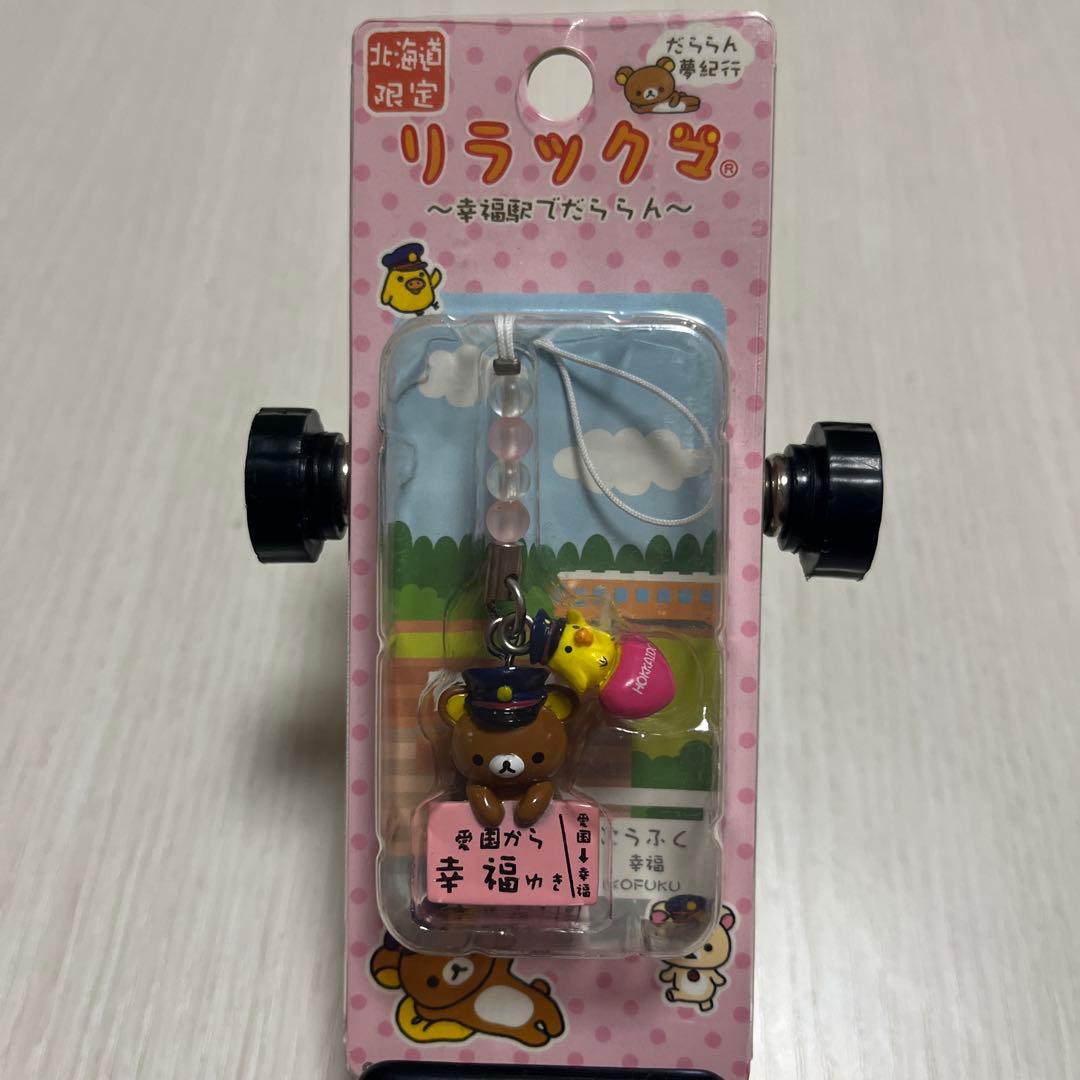 北海道
限定
だららん
夢紀行
リラックマ®
～幸福駅でだららん～
HOKKAIDO
愛国から
幸福ゆき
愛国→幸福
こうふく
幸福
KOFUKU